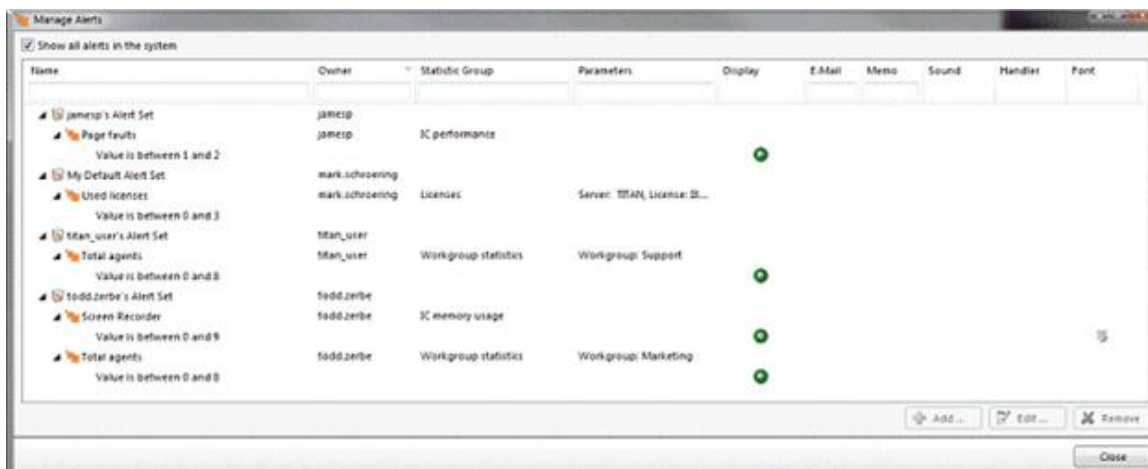 Manage Alerts
Show all alerts in the system
Name Owner Statistic Group Parameters Display E-Mail Memo Sound Handler Font
jamesp's Alert Set jamesp
Page faults jamesp IC performance
Value is between 1 and 2
My Default Alert Set mark.schroering
Used licenses mark.schroering Licenses Server: TITAN, License:
Value is between 0 and 3
titan_user's Alert Set titan_user
Total agents titan_user Workgroup statistics Workgroup: Support
Value is between 0 and 8
todd.zerbe's Alert Set todd.zerbe
Screen Recorder todd.zerbe IC memory usage
Value is between 0 and 9
Total agents todd.zerbe Workgroup statistics Workgroup: Marketing
Value is between 0 and 8
Add... Edit... Remove
Close